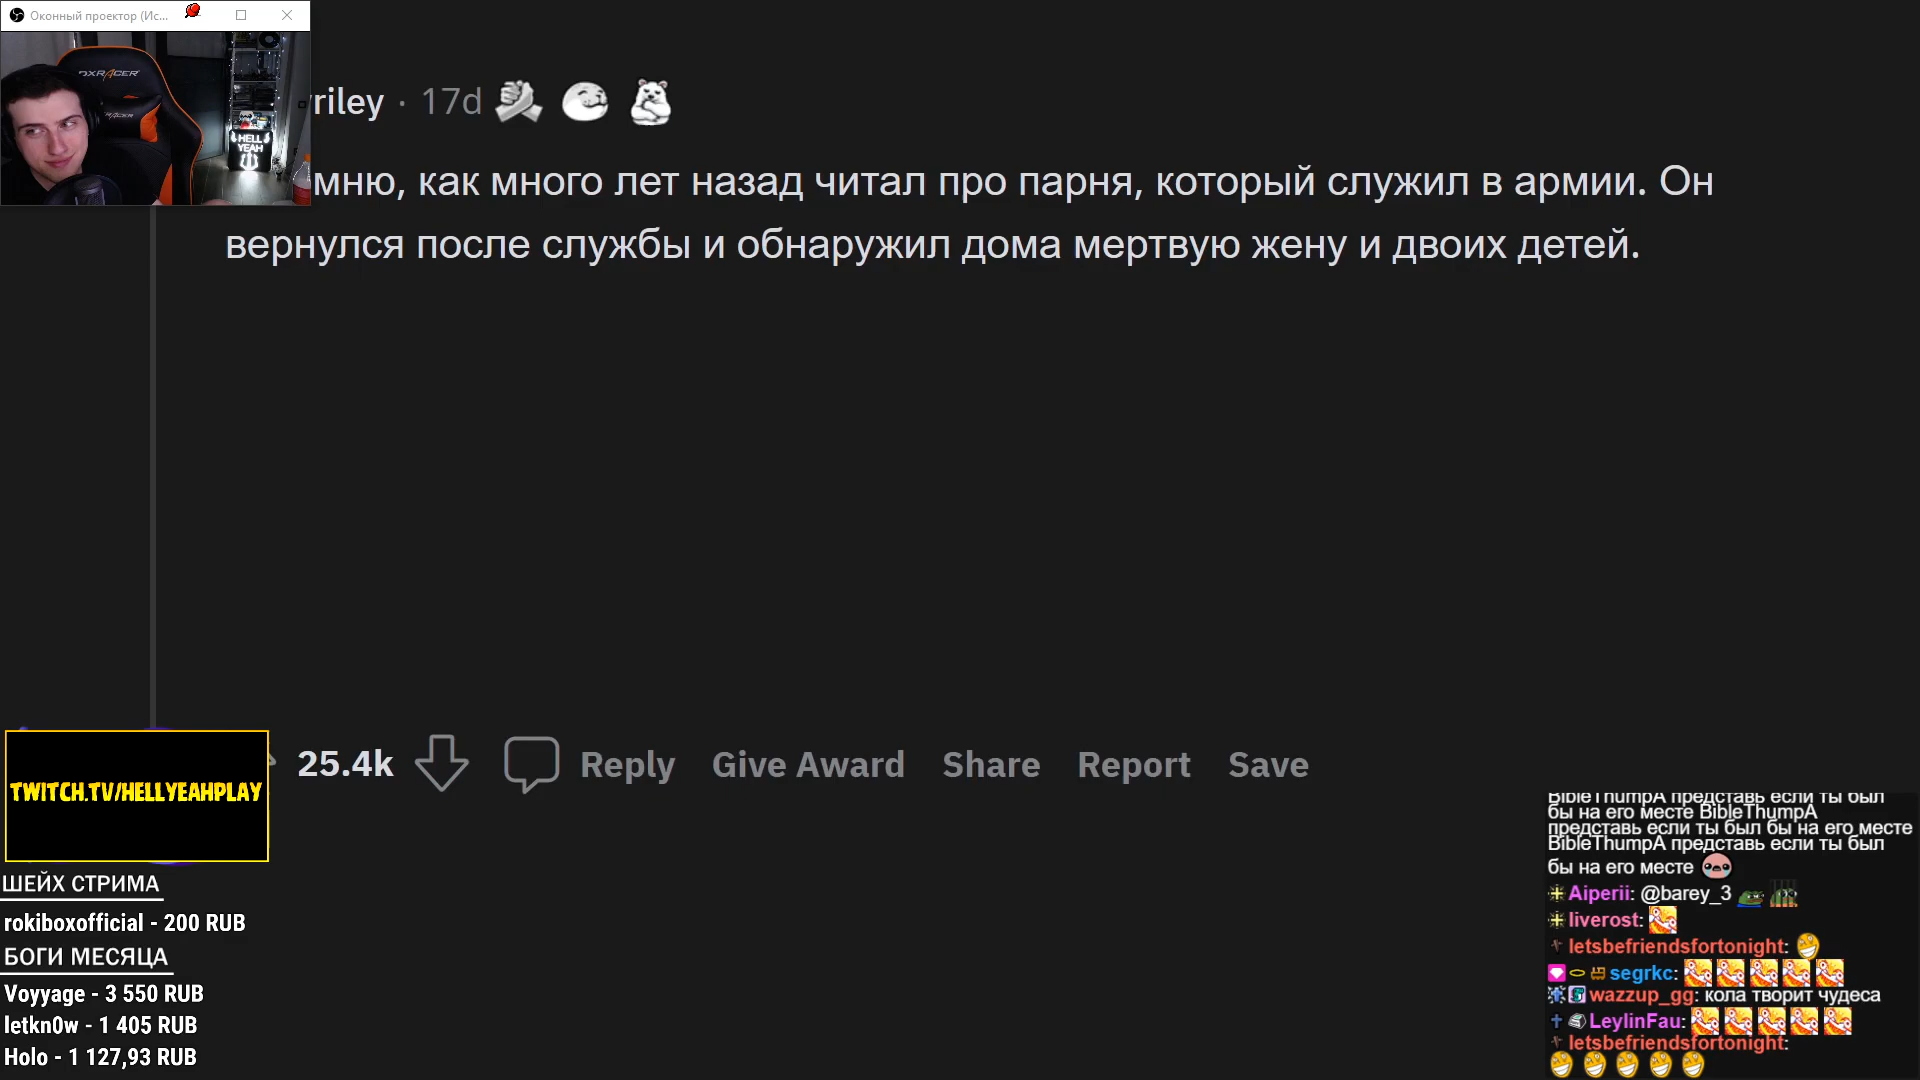 Оконный проектор (Ис...
DXRACER
HELL
YEAH
riley · 17d
мню, как много лет назад читал про парня, который служил в армии. Он
вернулся после службы и обнаружил дома мертвую жену и двоих детей.
25.4k Reply Give Award Share Report Save
TWITCH.TV/HELLYEAHPLAY
ШЕЙХ СТРИМА
rokiboxofficial - 200 RUB
БОГИ МЕСЯЦА
Voyyage - 3 550 RUB
letkn0w - 1 405 RUB
Holo - 1 127,93 RUB
BibleThumpA представь если ты был
бы на его месте BibleThumpA
представь если ты был бы на его месте
BibleThumpA представь если ты был
бы на его месте
Aiperii: @barey_3
liverost:
letsbefriendsfortonight:
segrkc:
wazzup_gg: кола творит чудеса
LeylinFau:
letsbefriendsfortonight: